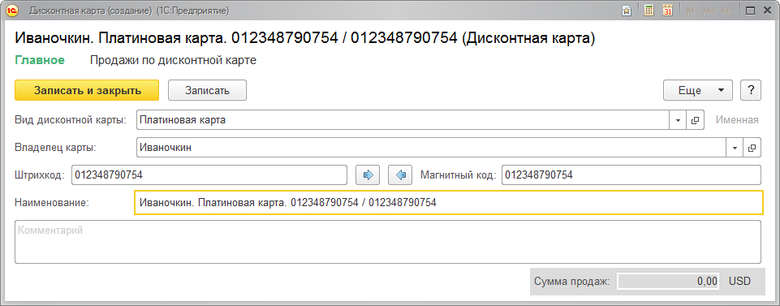 Дисконтная карта (создание) (1С:Предприятие)
Иваночкин. Платиновая карта. 012348790754 / 012348790754 (Дисконтная карта)
Главное Продажи по дисконтной карте
Записать и закрыть Записать Еще ?
Вид дисконтной карты: Платиновая карта Именная
Владелец карты: Иваночкин
Штрихкод: 012348790754 Магнитный код: 012348790754
Наименование: Иваночкин. Платиновая карта. 012348790754 / 012348790754
Комментарий
Сумма продаж: 0,00 USD